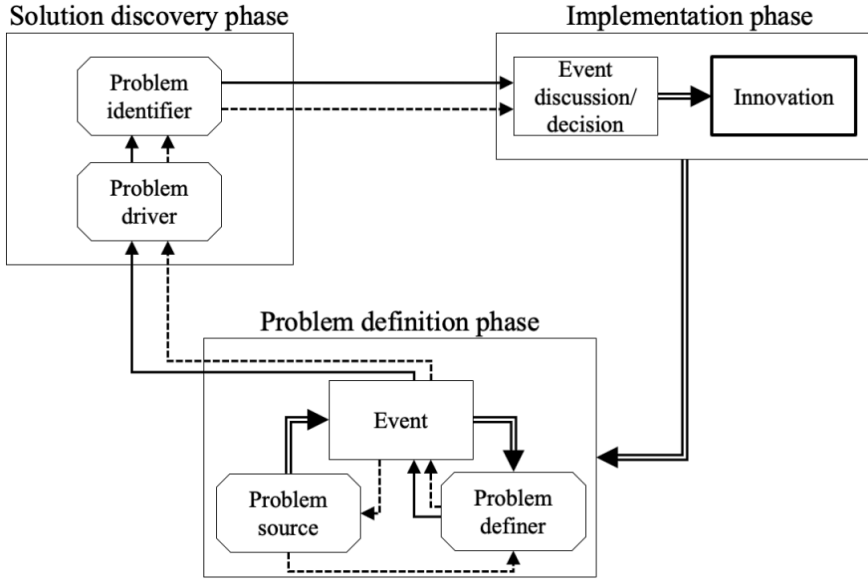 Solution discovery phase
Problem
identifier
Problem
driver
Implementation phase
Event
discussion/
decision
Innovation
Problem definition phase
Event
Problem
source
Problem
definer